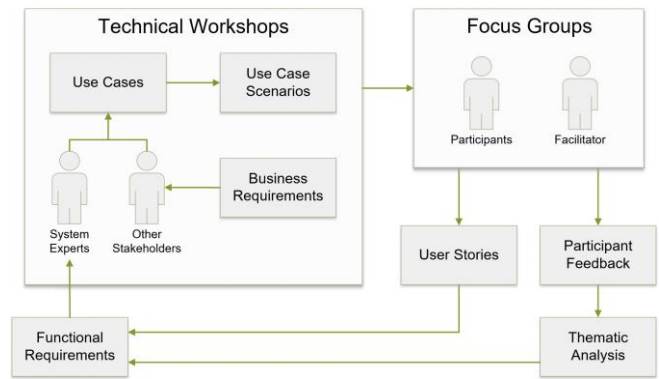 Technical Workshops
Focus Groups
Use Cases
Use Case
Scenarios
Participants
Facilitator
Business
Requirements
System
Experts
Other
Stakeholders
User Stories
Participant
Feedback
Functional
Requirements
Thematic
Analysis